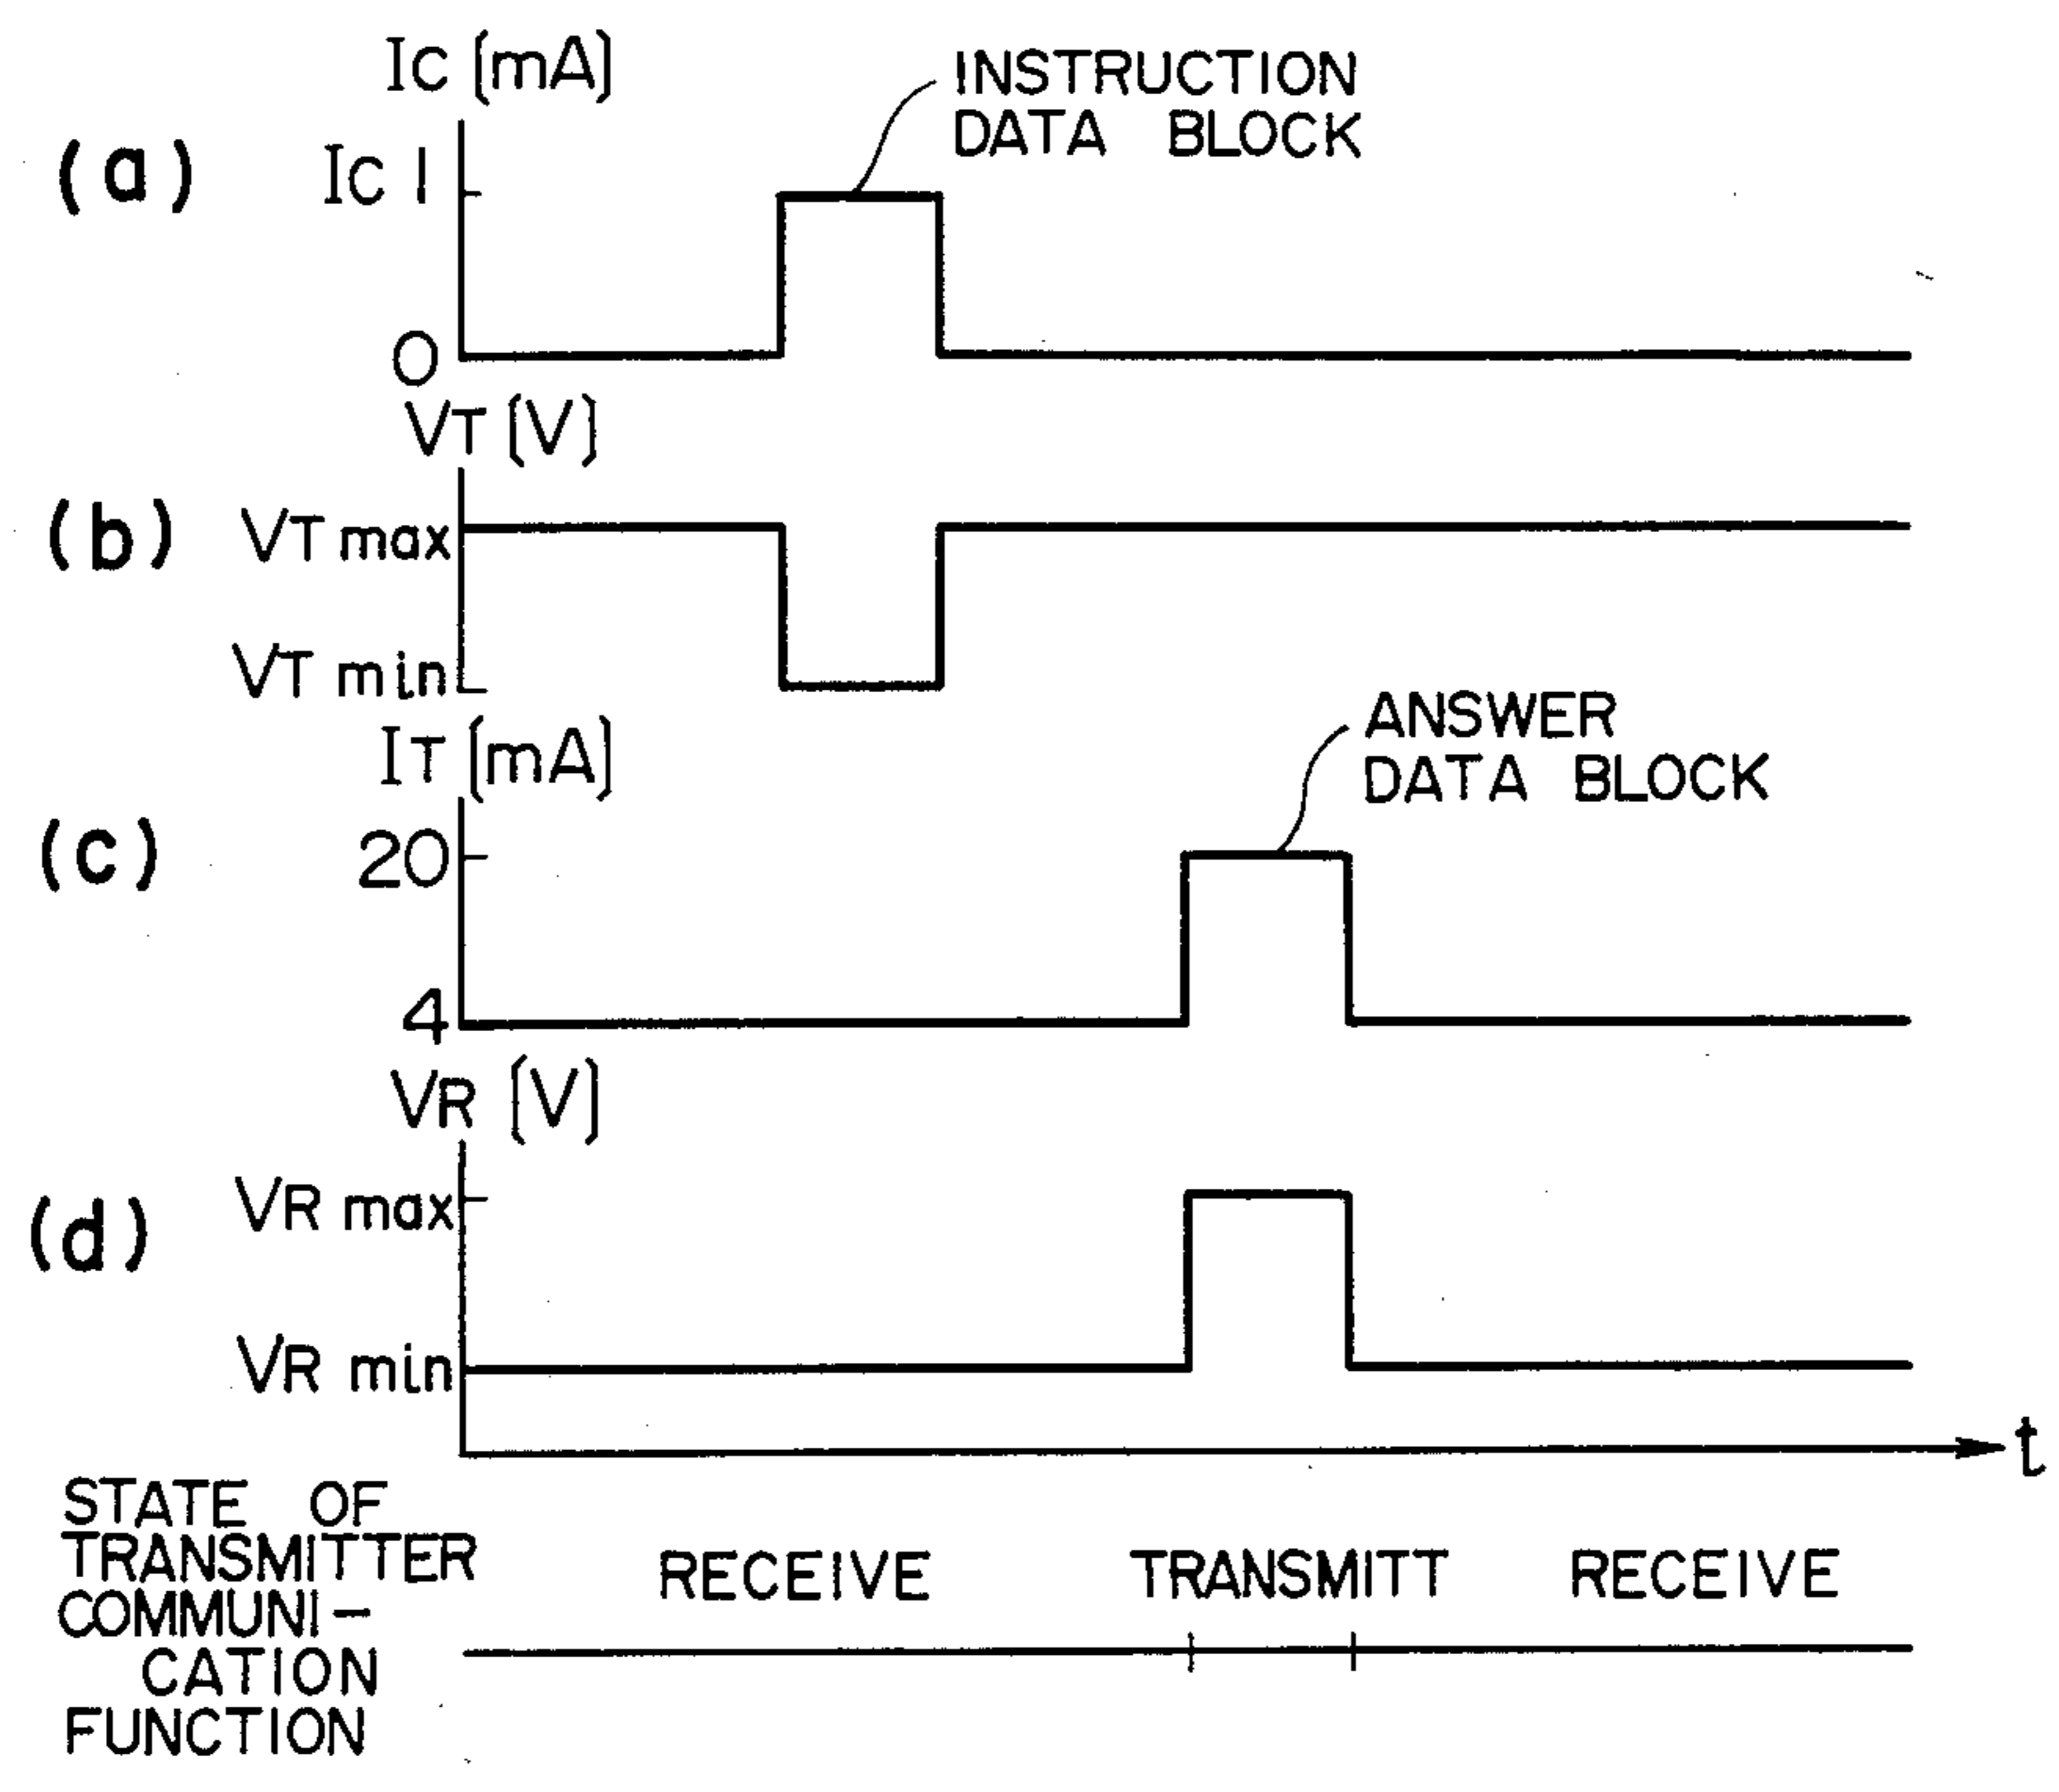 IC (mA)
INSTRUCTION
DATA BLOCK
(a)
IC 1
0
VT (V)
(b)
VT max
VT min
IT (mA)
ANSWER
DATA BLOCK
(c)
20
4
VR (V)
(d)
VR max
VR min
t
STATE OF
TRANSMITTER
COMMUNI-
CATION
FUNCTION
RECEIVE
TRANSMITT
RECEIVE